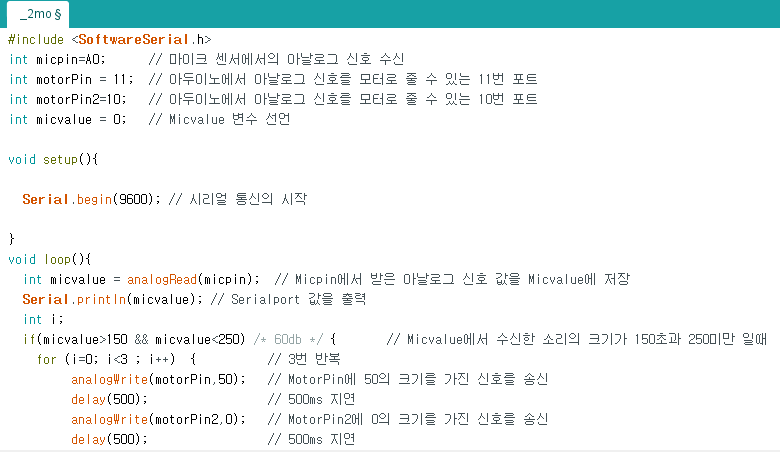 _2mo §
#include <SoftwareSerial.h>
int micpin=A0;      // 마이크 센서에서의 아날로그 신호 수신
int motorPin = 11;  // 아두이노에서 아날로그 신호를 모터로 줄 수 있는 11번 포트
int motorPin2=10;   // 아두이노에서 아날로그 신호를 모터로 줄 수 있는 10번 포트
int micvalue = 0;   // Micvalue 변수 선언
void setup(){
  Serial.begin(9600); // 시리얼 통신의 시작
}
void loop(){
  int micvalue = analogRead(micpin);  // Micpin에서 받은 아날로그 신호 값을 Micvalue에 저장
  Serial.println(micvalue); // Serialport 값을 출력
  int i;
  if(micvalue>150 && micvalue<250) /* 60db */ {       // Micvalue에서 수신한 소리의 크기가 150초과 250미만 일때
    for (i=0; i<3 ; i++)  {          // 3번 반복
         analogWrite(motorPin,50);   // MotorPin에 50의 크기를 가진 신호를 송신
         delay(500);                 // 500ms 지연
         analogWrite(motorPin2,0);   // MotorPin2에 0의 크기를 가진 신호를 송신
         delay(500);                 // 500ms 지연